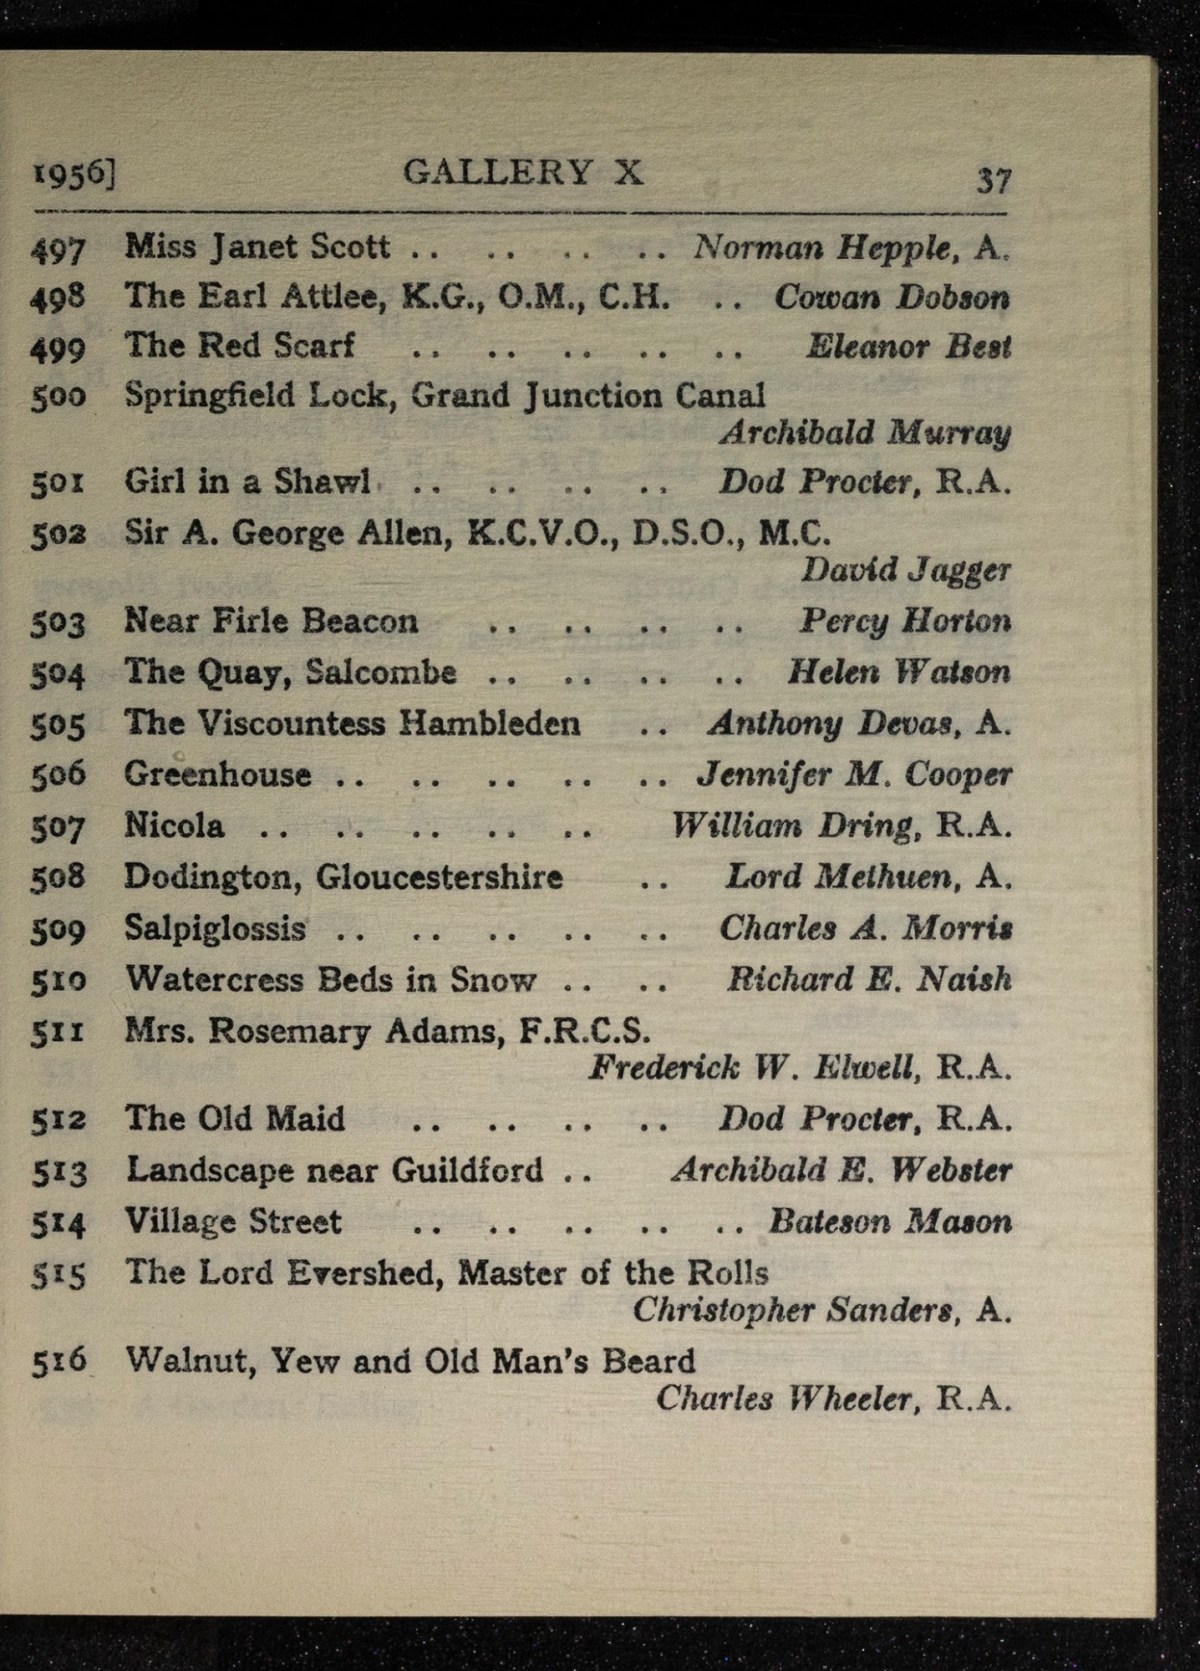 1956] GALLERY X 37
497 Miss Janet Scott .. .. .. .. Norman Hepple, A.
498 The Earl Attlee, K.G., O.M., C.H. .. Cowan Dobson
499 The Red Scarf .. .. .. .. .. Eleanor Best
500 Springfield Lock, Grand Junction Canal
Archibald Murray
501 Girl in a Shawl .. .. .. .. Dod Procter, R.A.
502 Sir A. George Allen, K.C.V.O., D.S.O., M.C.
David Jagger
503 Near Firle Beacon .. .. .. .. Percy Horton
504 The Quay, Salcombe .. .. .. .. Helen Watson
505 The Viscountess Hambleden .. Anthony Devas, A.
506 Greenhouse .. .. .. .. .. Jennifer M. Cooper
507 Nicola .. .. .. .. .. William Dring, R.A.
508 Dodington, Gloucestershire .. Lord Methuen, A.
509 Salpiglossis .. .. .. .. .. Charles A. Morris
510 Watercress Beds in Snow .. .. Richard E. Naish
511 Mrs. Rosemary Adams, F.R.C.S.
Frederick W. Elwell, R.A.
512 The Old Maid .. .. .. .. Dod Procter, R.A.
513 Landscape near Guildford .. Archibald E. Webster
514 Village Street .. .. .. .. .. Bateson Mason
515 The Lord Evershed, Master of the Rolls
Christopher Sanders, A.
516 Walnut, Yew and Old Man's Beard
Charles Wheeler, R.A.